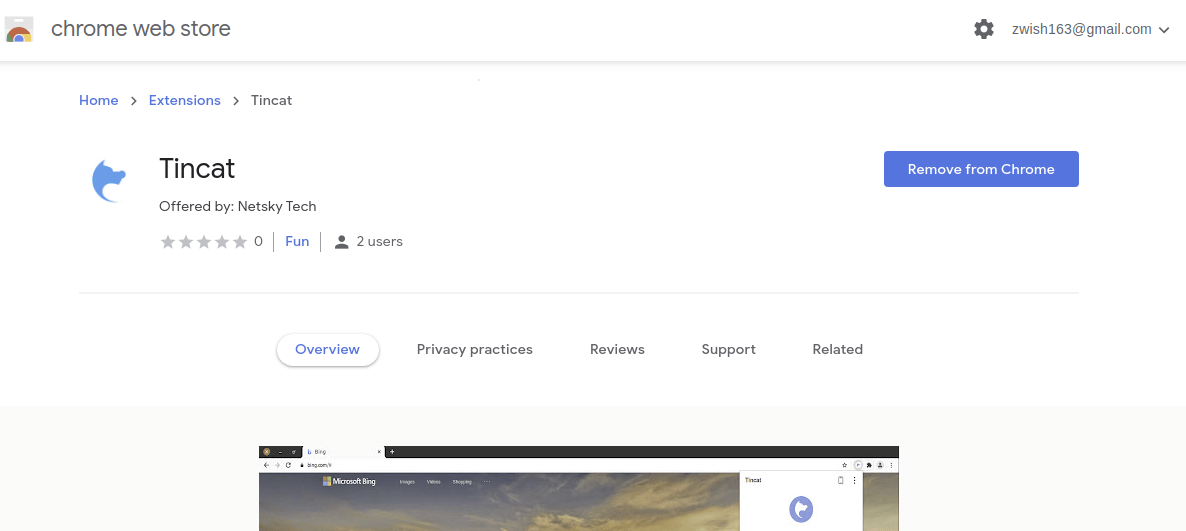 chrome web store
zwish163@gmail.com
Home > Extensions > Tincat
Tincat
Remove from Chrome
Offered by: Netsky Tech
0 | Fun | 2 users
Overview
Privacy practices
Reviews
Support
Related
Bing
bing.com/#
Microsoft Bing
Images
Videos
Shopping
Tincat